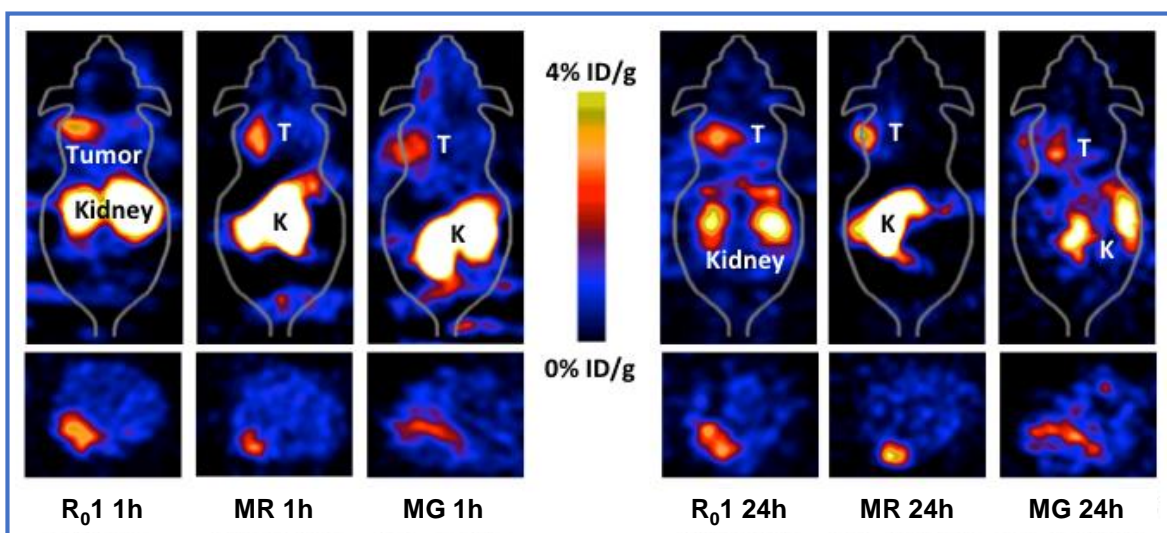 Tumor
Kidney
T
K
T
K
4% ID/g
0% ID/g
T
Kidney
T
K
T
K
R₀1 1h
MR 1h
MG 1h
R₀1 24h
MR 24h
MG 24h